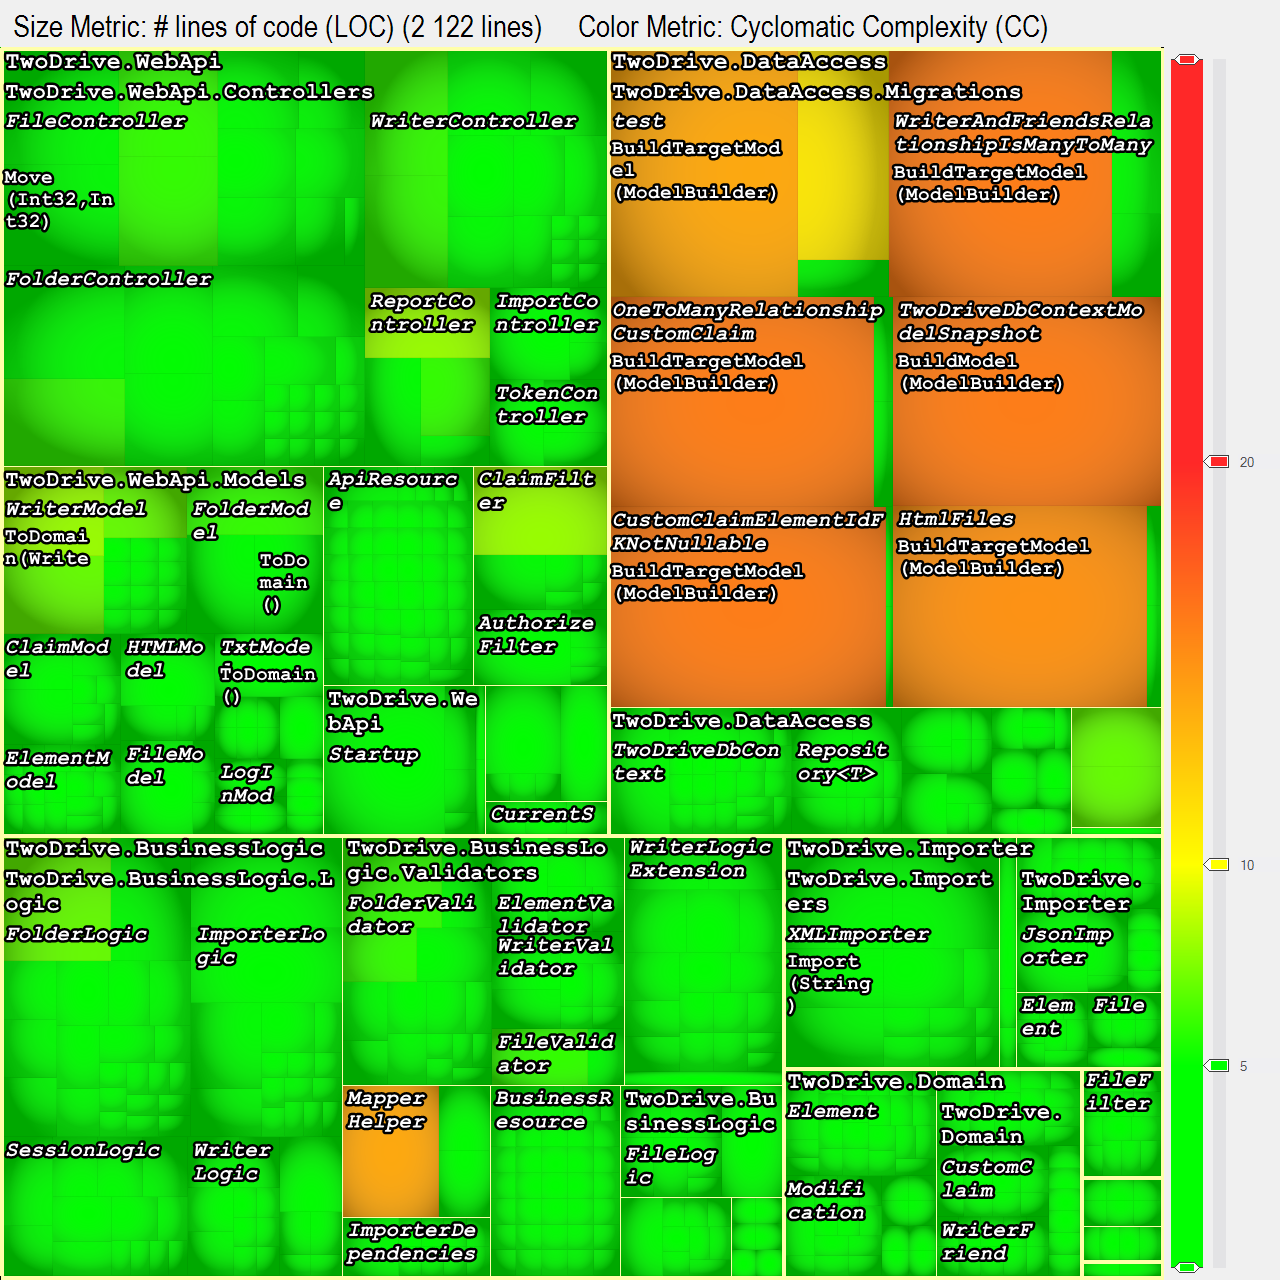 Size Metric: # lines of code (LOC) (2 122 lines) Color Metric: Cyclomatic Complexity (CC)
TwoDrive.WebApi
TwoDrive.WebApi.Controllers
FileController
Move
(Int32,In
t32)
WriterController
FolderController
ReportCo
ntroller
ImportCo
ntroller
TokenCon
troller
TwoDrive.WebApi.Models
WriterModel
ToDomai
n(Write
FolderMod
el
ToDo
main
()
ApiResourc
e
ClaimFilt
er
Authorize
Filter
ClaimMod
el
HTMLMo
del
TxtMode
ToDomain
()
ElementM
odel
FileMo
del
LogI
nMod
TwoDrive.We
bApi
Startup
CurrentS
TwoDrive.DataAccess
TwoDrive.DataAccess.Migrations
test
BuildTargetMod
el
(ModelBuilder)
WriterAndFriendsRela
tionshipIsManyToMany
BuildTargetModel
(ModelBuilder)
OneToManyRelationship
CustomClaim
BuildTargetModel
(ModelBuilder)
TwoDriveDbContextMo
delSnapshot
BuildModel
(ModelBuilder)
CustomClaimElementIdF
KNotNullable
BuildTargetModel
(ModelBuilder)
HtmlFiles
BuildTargetModel
(ModelBuilder)
TwoDrive.DataAccess
TwoDriveDbCon
text
Reposit
ory<T>
TwoDrive.BusinessLogic
TwoDrive.BusinessLogic.L
ogic
FolderLogic
ImporterLo
gic
SessionLogic
Writer
Logic
TwoDrive.BusinessLo
gic.Validators
FolderVali
dator
ElementVa
lidator
WriterVal
idator
FileValid
ator
WriterLogic
Extension
Mapper
Helper
ImporterDe
pendencies
BusinessR
esource
TwoDrive.Bu
sinessLogic
FileLog
ic
TwoDrive.Importer
TwoDrive.Import
ers
XMLImporter
Import
(String
)
TwoDrive.
Importer
JsonImp
orter
Elem
ent
File
TwoDrive.Domain
Element
Modifi
cation
TwoDrive.
Domain
CustomC
laim
WriterF
riend
FileF
ilter
20
10
5